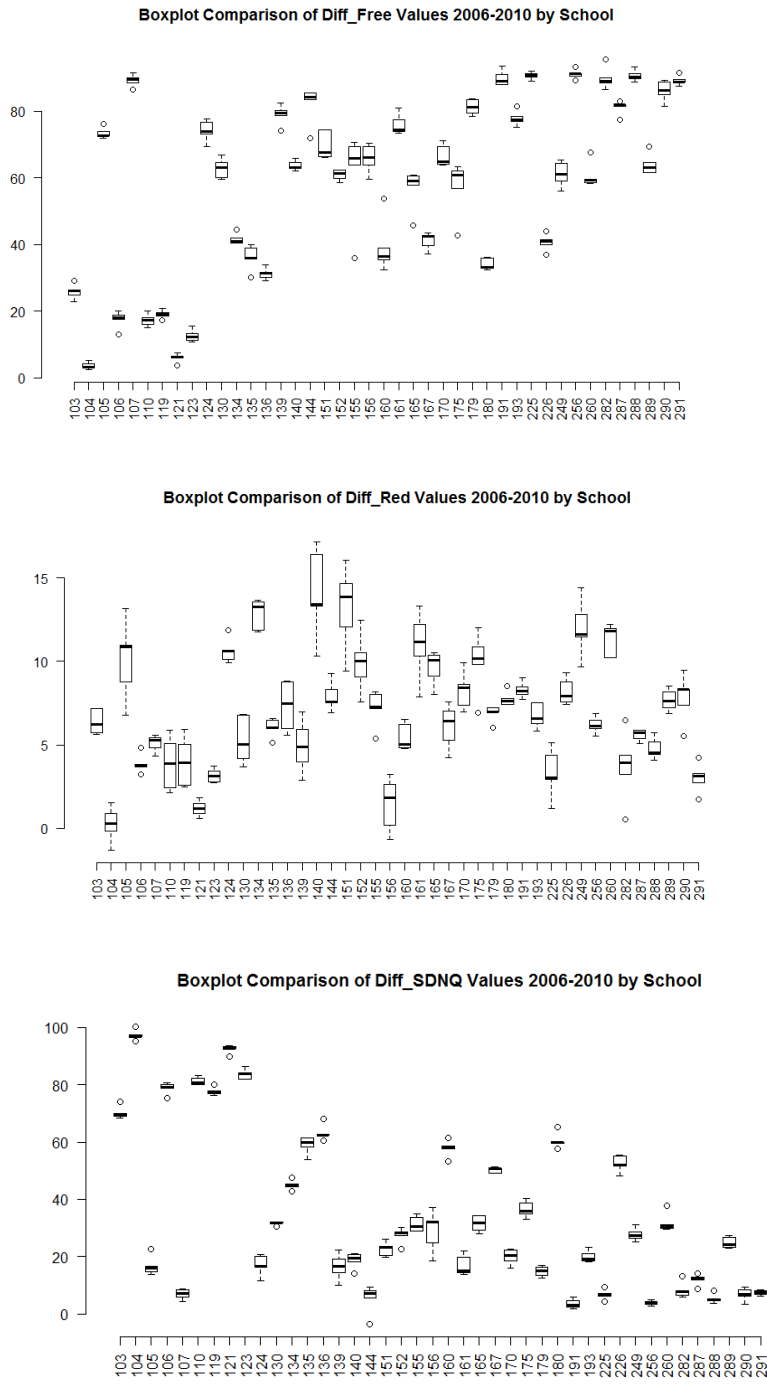 Boxplot Comparison of Diff_Free Values 2006-2010 by School
80
60
40
20
0
103 104 105 106 107 110 119 121 123 124 130 134 135 136 139 140 144 151 152 155 156 160 161 165 167 170 175 179 180 191 193 225 226 249 256 260 282 287 288 289 290 291
Boxplot Comparison of Diff_Red Values 2006-2010 by School
15
10
5
0
103 104 105 106 107 110 119 121 123 124 130 134 135 136 139 140 144 151 152 155 156 160 161 165 167 170 175 179 180 191 193 225 226 249 256 260 282 287 288 289 290 291
Boxplot Comparison of Diff_SDNQ Values 2006-2010 by School
100
80
60
40
20
0
103 104 105 106 107 110 119 121 123 124 130 134 135 136 139 140 144 151 152 155 156 160 161 165 167 170 175 179 180 191 193 225 226 249 256 260 282 287 288 289 290 291